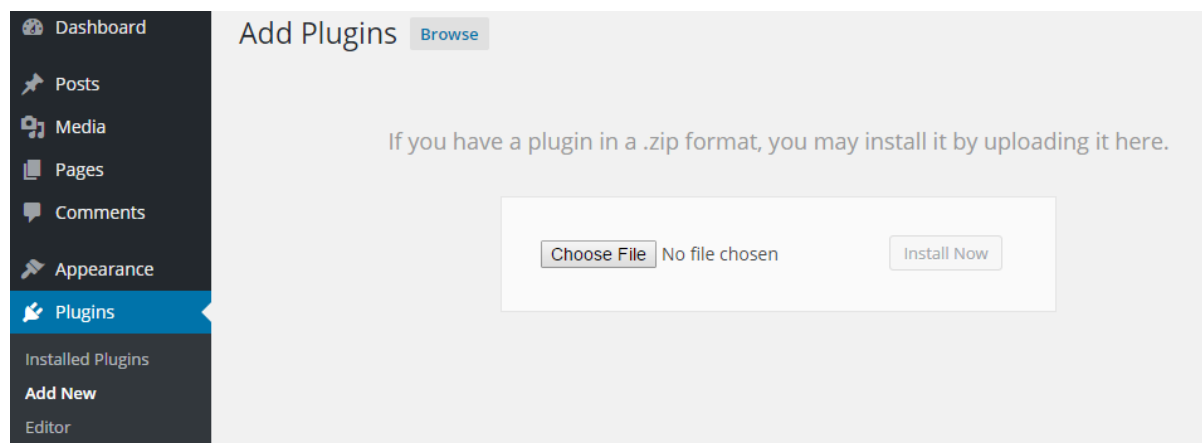 Dashboard
Posts
Media
Pages
Comments
Appearance
Plugins
Installed Plugins
Add New
Editor
Add Plugins Browse
If you have a plugin in a .zip format, you may install it by uploading it here.
Choose File No file chosen Install Now